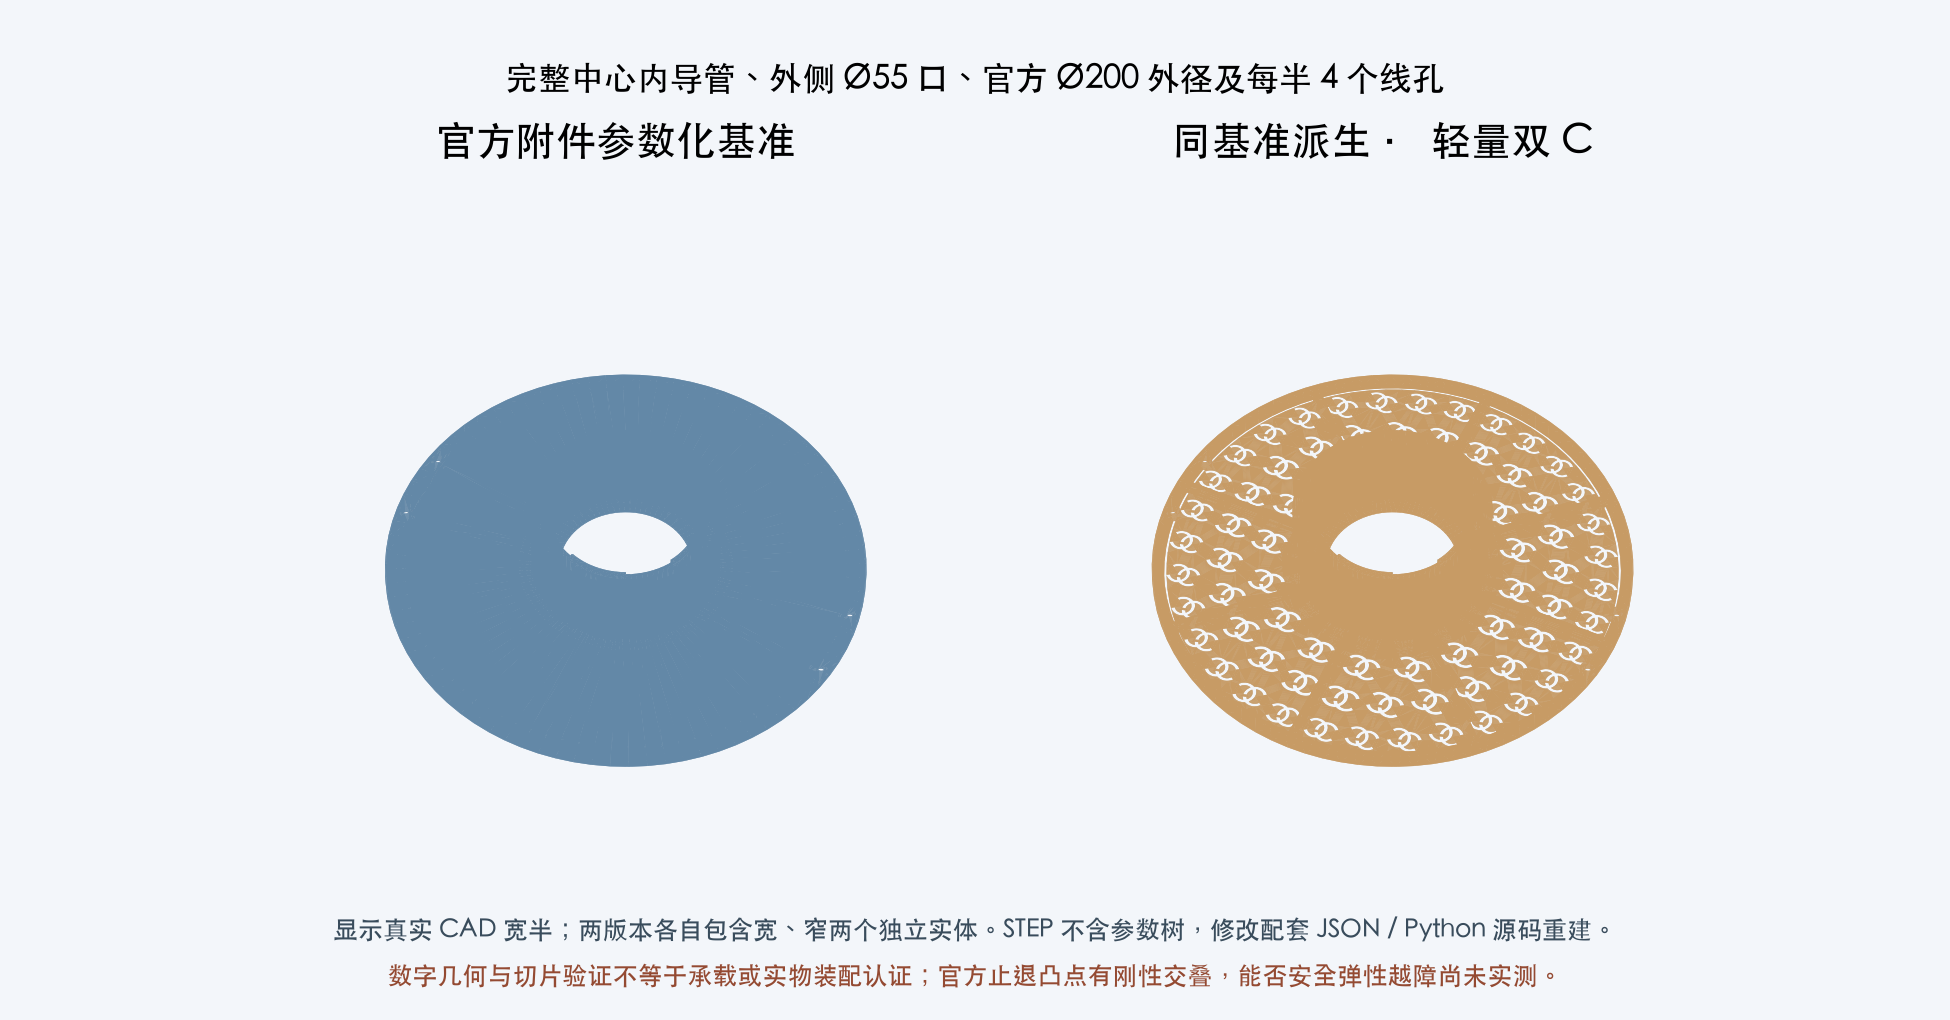 完整中心内导管、外侧 Ø55 口、官方 Ø200 外径及每半 4 个线孔
官方附件参数化基准
同基准派生· 轻量双 C
显示真实 CAD 宽半；两版本各自包含宽、窄两个独立实体。STEP 不含参数树，修改配套 JSON / Python 源码重建。
数字几何与切片验证不等于承载或实物装配认证；官方止退凸点有刚性交叠，能否安全弹性越障尚未实测。